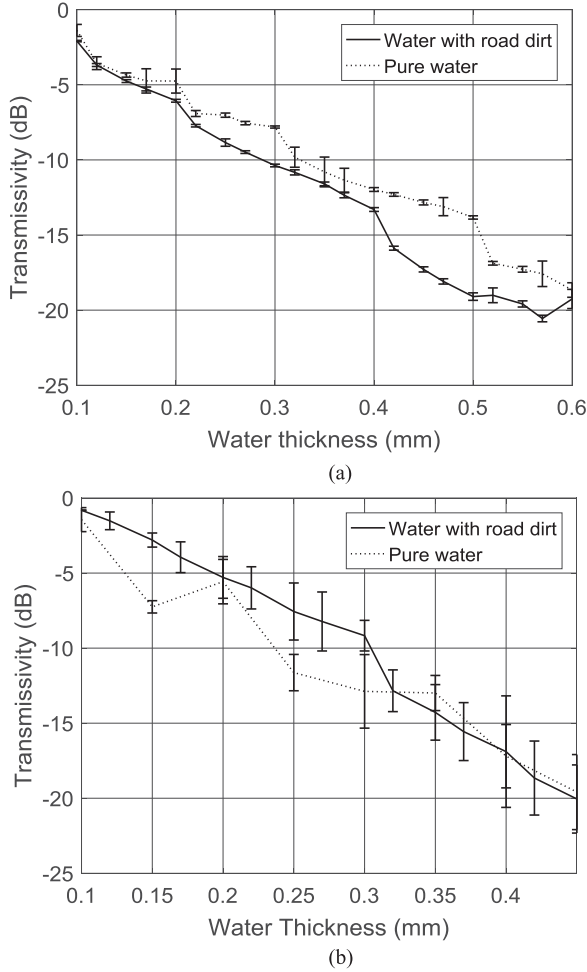 0
-5
-10
-15
-20
-25
Transmissivity (dB)
Water with road dirt
Pure water
0.1 0.2 0.3 0.4 0.5 0.6
Water thickness (mm)
(a)
0
-5
-10
-15
-20
-25
Transmissivity (dB)
Water with road dirt
Pure water
0.1 0.15 0.2 0.25 0.3 0.35 0.4
Water Thickness (mm)
(b)